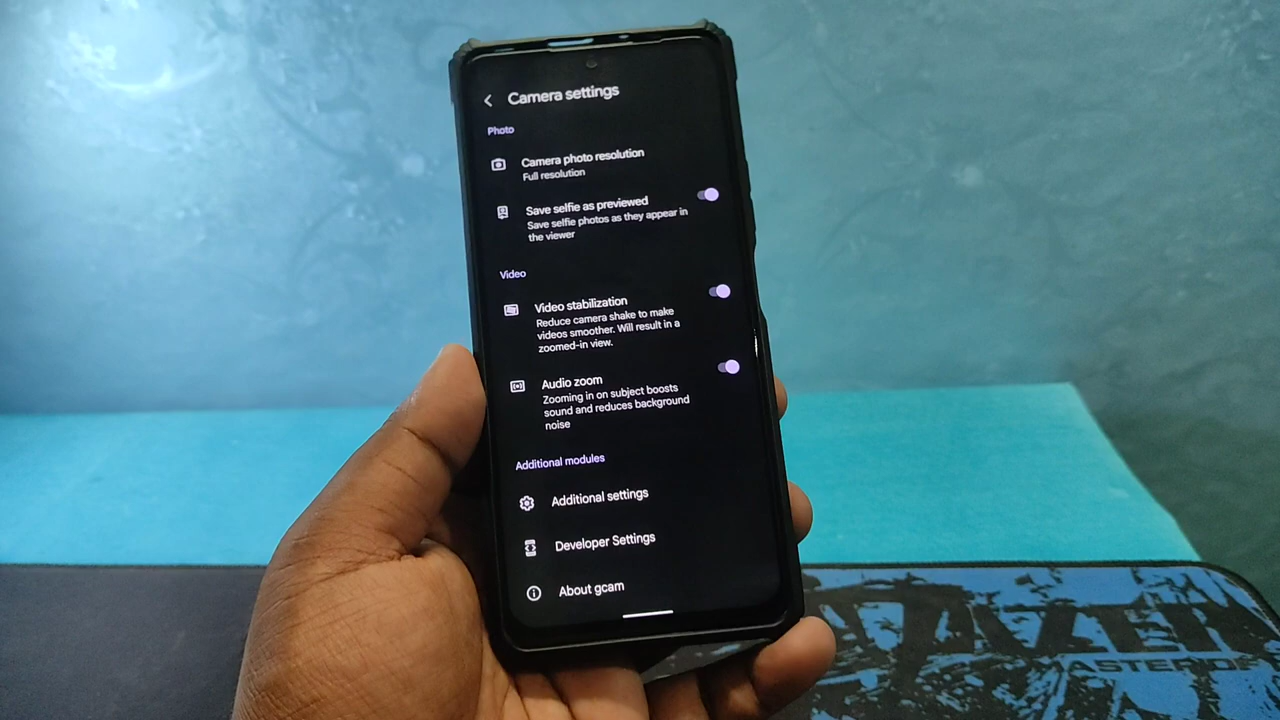 Camera settings
Photo
Camera photo resolution
Full resolution
Save selfie as previewed
Save selfie photos as they appear in
the viewer
Video
Video stabilization
Reduce camera shake to make
videos smoother. Will result in a
zoomed-in view.
Audio zoom
Zooming in on subject boosts
sound and reduces background
noise
Additional modules
Additional settings
Developer Settings
About gcam
MASTER OF